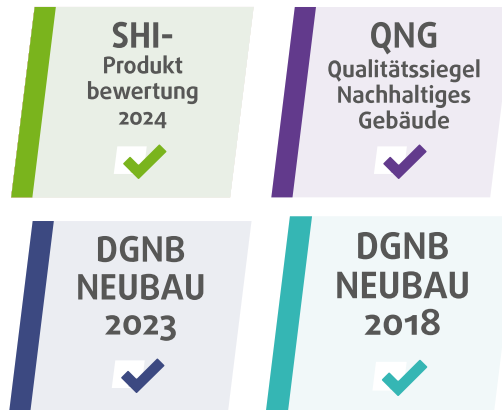 SHI-
Produkt
bewertung
2024
QNG
Qualitätssiegel
Nachhaltiges
Gebäude
DGNB
NEUBAU
2023
DGNB
NEUBAU
2018